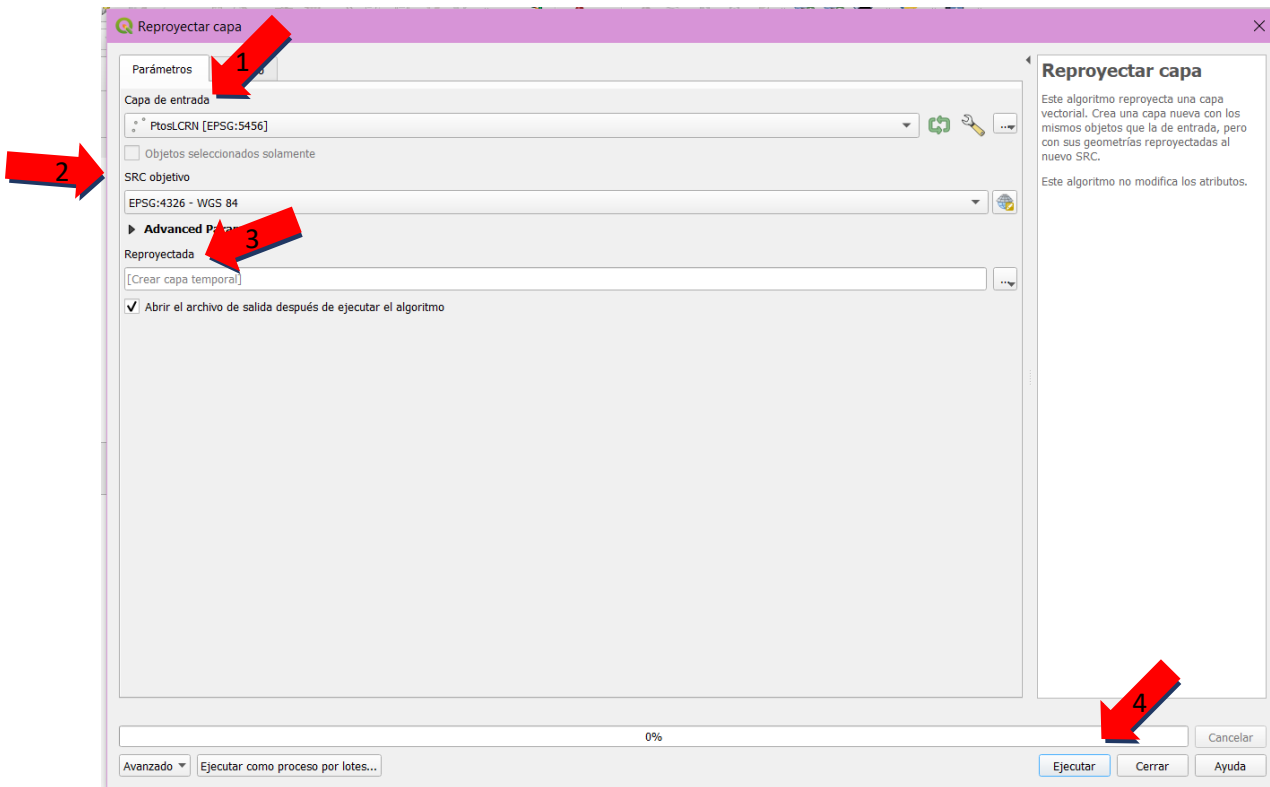 Reproyectar capa
1
Parámetros
Capa de entrada
PtosLCRN [EPSG:5456]
...
Objetos seleccionados solamente
2
SRC objetivo
EPSG:4326 - WGS 84
Advanced
3
Reproyectada
[Crear capa temporal]
...
Abrir el archivo de salida después de ejecutar el algoritmo
Reproyectar capa
Este algoritmo reproyecta una capa
vectorial. Crea una capa nueva con los
mismos objetos que la de entrada, pero
con sus geometrías reproyectadas al
nuevo SRC.
Este algoritmo no modifica los atributos.
4
0%
Cancelar
Avanzado
Ejecutar como proceso por lotes...
Ejecutar
Cerrar
Ayuda